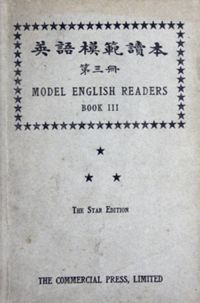 英語模範讀本
第三冊
MODEL ENGLISH READERS
BOOK III
THE STAR EDITION
THE COMMERCIAL PRESS, LIMITED